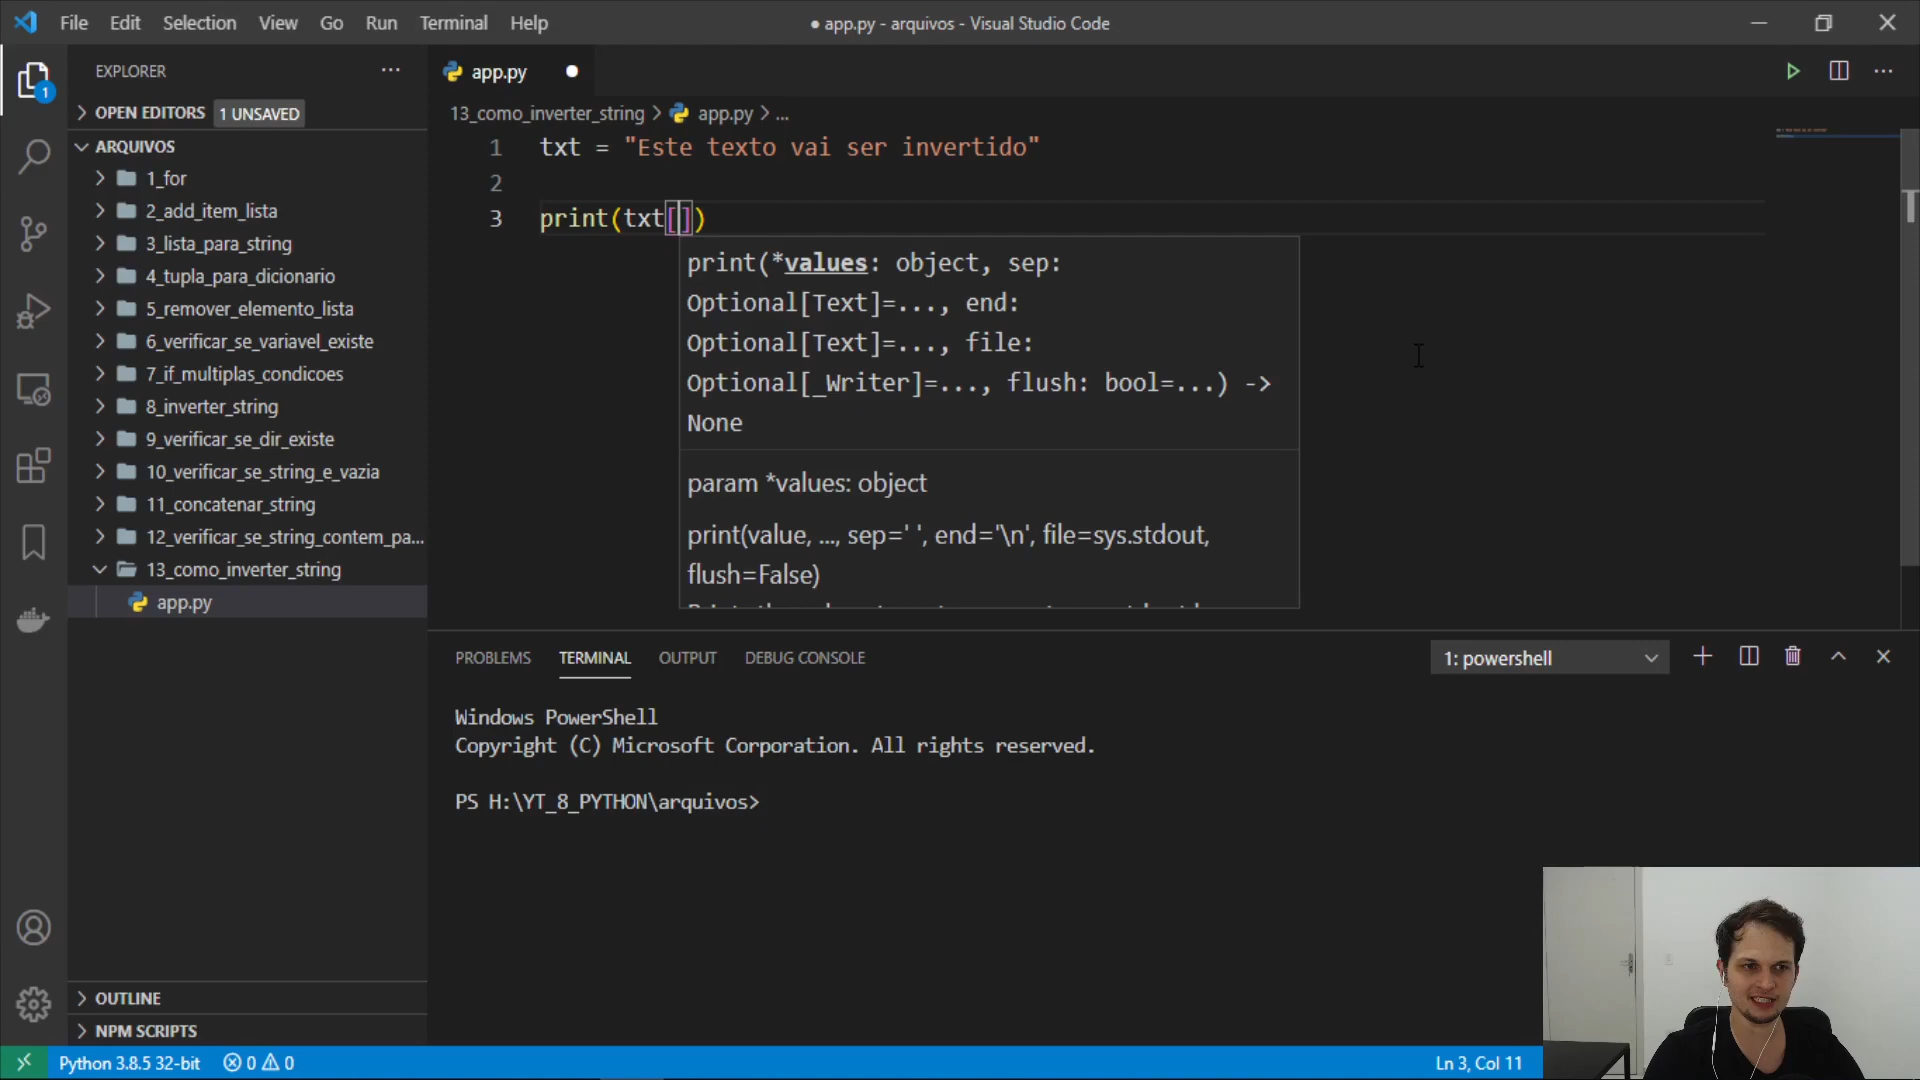 File Edit Selection View Go Run Terminal Help
● app.py - arquivos - Visual Studio Code
EXPLORER
1
OPEN EDITORS 1 UNSAVED
ARQUIVOS
1_for
2_add_item_lista
3_lista_para_string
4_tupla_para_dicionario
5_remover_elemento_lista
6_verificar_se_variavel_existe
7_if_multiplas_condicoes
8_inverter_string
9_verificar_se_dir_existe
10_verificar_se_string_e_vazia
11_concatenar_string
12_verificar_se_string_contem_pa...
13_como_inverter_string
app.py
OUTLINE
NPM SCRIPTS
app.py
13_como_inverter_string > app.py > ...
1 txt = "Este texto vai ser invertido"
2
3 print(txt[])
print(*values: object, sep:
Optional[Text]=..., end:
Optional[Text]=..., file:
Optional[_Writer]=..., flush: bool=...) ->
None
param *values: object
print(value, ..., sep=' ', end='\n', file=sys.stdout,
flush=False)
PROBLEMS TERMINAL OUTPUT DEBUG CONSOLE
1: powershell
Windows PowerShell
Copyright (C) Microsoft Corporation. All rights reserved.
PS H:\YT_8_PYTHON\arquivos>
Python 3.8.5 32-bit 0 0
Ln 3, Col 11